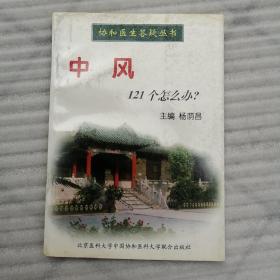 协和医生答疑丛书
中风
121个怎么办?
主编 杨荫昌
北京医科大学中国协和医科大学联合出版社